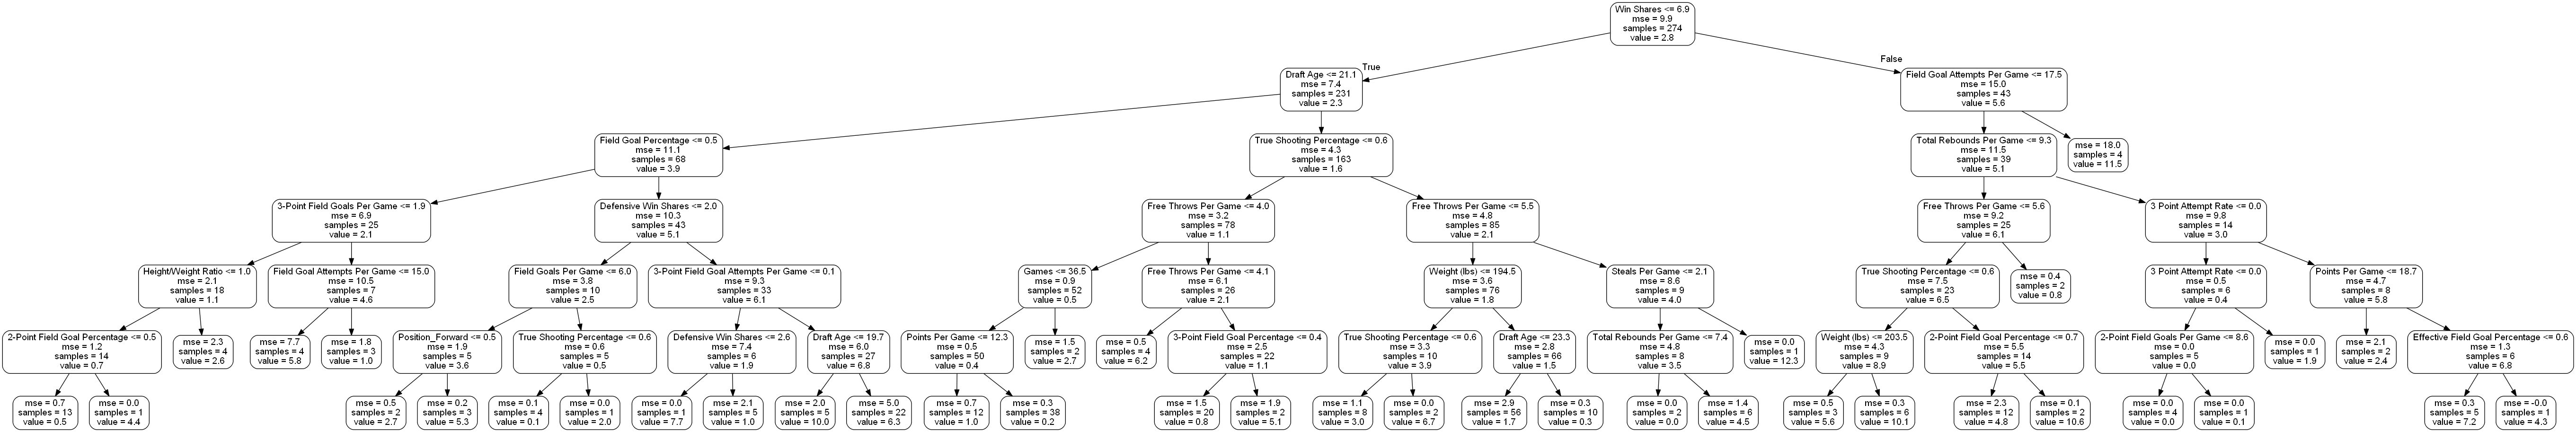 Win Shares <= 6.9
mse = 9.9
samples = 274
value = 2.8
True
False
Draft Age <= 21.1
mse = 7.4
samples = 231
value = 2.3
Field Goal Attempts Per Game <= 17.5
mse = 15.0
samples = 43
value = 5.6
Field Goal Percentage <= 0.5
mse = 11.1
samples = 68
value = 3.9
True Shooting Percentage <= 0.6
mse = 4.3
samples = 163
value = 1.6
Total Rebounds Per Game <= 9.3
mse = 11.5
samples = 39
value = 5.1
mse = 18.0
samples = 4
value = 11.5
3-Point Field Goals Per Game <= 1.9
mse = 6.9
samples = 25
value = 2.1
Defensive Win Shares <= 2.0
mse = 10.3
samples = 43
value = 5.1
Free Throws Per Game <= 4.0
mse = 3.2
samples = 78
value = 1.1
Free Throws Per Game <= 5.5
mse = 4.8
samples = 85
value = 2.1
Free Throws Per Game <= 5.6
mse = 9.2
samples = 25
value = 6.1
3 Point Attempt Rate <= 0.0
mse = 9.8
samples = 14
value = 3.0
Height/Weight Ratio <= 1.0
mse = 2.1
samples = 18
value = 1.1
Field Goal Attempts Per Game <= 15.0
mse = 10.5
samples = 7
value = 4.6
Field Goals Per Game <= 6.0
mse = 3.8
samples = 10
value = 2.5
3-Point Field Goal Attempts Per Game <= 0.1
mse = 9.3
samples = 33
value = 6.1
Games <= 36.5
mse = 0.9
samples = 52
value = 0.5
Free Throws Per Game <= 4.1
mse = 6.1
samples = 26
value = 2.1
Weight (lbs) <= 194.5
mse = 3.6
samples = 76
value = 1.8
Steals Per Game <= 2.1
mse = 8.6
samples = 9
value = 4.0
True Shooting Percentage <= 0.6
mse = 7.5
samples = 23
value = 6.5
mse = 0.4
samples = 2
value = 0.8
3 Point Attempt Rate <= 0.0
mse = 0.5
samples = 6
value = 0.4
Points Per Game <= 18.7
mse = 4.7
samples = 8
value = 5.8
2-Point Field Goal Percentage <= 0.5
mse = 1.2
samples = 14
value = 0.7
mse = 2.3
samples = 4
value = 2.6
mse = 7.7
samples = 4
value = 5.8
mse = 1.8
samples = 3
value = 1.0
Position_Forward <= 0.5
mse = 1.9
samples = 5
value = 3.6
True Shooting Percentage <= 0.6
mse = 0.6
samples = 5
value = 0.5
Defensive Win Shares <= 2.6
mse = 7.4
samples = 6
value = 1.9
Draft Age <= 19.7
mse = 6.0
samples = 27
value = 6.8
Points Per Game <= 12.3
mse = 0.5
samples = 50
value = 0.4
mse = 1.5
samples = 2
value = 2.7
mse = 0.5
samples = 4
value = 6.2
3-Point Field Goal Percentage <= 0.4
mse = 2.5
samples = 22
value = 1.1
True Shooting Percentage <= 0.6
mse = 3.3
samples = 10
value = 3.9
Draft Age <= 23.3
mse = 2.8
samples = 66
value = 1.5
Total Rebounds Per Game <= 7.4
mse = 4.8
samples = 8
value = 3.5
mse = 0.0
samples = 1
value = 12.3
Weight (lbs) <= 203.5
mse = 4.3
samples = 9
value = 8.9
2-Point Field Goal Percentage <= 0.7
mse = 5.5
samples = 14
value = 5.5
2-Point Field Goals Per Game <= 8.6
mse = 0.0
samples = 5
value = 0.0
mse = 0.0
samples = 1
value = 1.9
mse = 2.1
samples = 2
value = 2.4
Effective Field Goal Percentage <= 0.6
mse = 1.3
samples = 6
value = 6.8
mse = 0.7
samples = 13
value = 0.5
mse = 0.0
samples = 1
value = 4.4
mse = 0.5
samples = 2
value = 2.7
mse = 0.2
samples = 3
value = 5.3
mse = 0.1
samples = 4
value = 0.1
mse = 0.0
samples = 1
value = 2.0
mse = 0.0
samples = 1
value = 7.7
mse = 2.1
samples = 5
value = 1.0
mse = 2.0
samples = 5
value = 10.0
mse = 5.0
samples = 22
value = 6.3
mse = 0.7
samples = 12
value = 1.0
mse = 0.3
samples = 38
value = 0.2
mse = 1.5
samples = 20
value = 0.8
mse = 1.9
samples = 2
value = 5.1
mse = 1.1
samples = 8
value = 3.0
mse = 0.0
samples = 2
value = 6.7
mse = 2.9
samples = 56
value = 1.7
mse = 0.3
samples = 10
value = 0.3
mse = 0.0
samples = 2
value = 0.0
mse = 1.4
samples = 6
value = 4.5
mse = 0.5
samples = 3
value = 5.6
mse = 0.3
samples = 6
value = 10.1
mse = 2.3
samples = 12
value = 4.8
mse = 0.1
samples = 2
value = 10.6
mse = 0.0
samples = 4
value = 0.0
mse = 0.0
samples = 1
value = 0.1
mse = 0.3
samples = 5
value = 7.2
mse = -0.0
samples = 1
value = 4.3